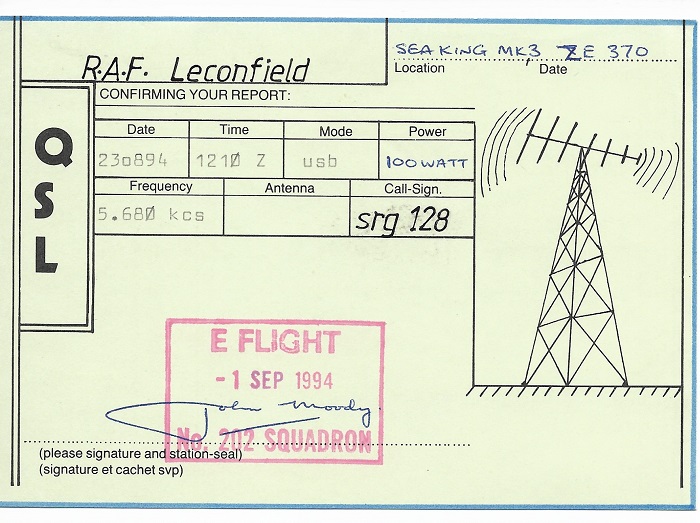 R.A.F. Leconfield
SEA KING MK3, ZE 370
Location Date
CONFIRMING YOUR REPORT:
QSL
Date Time Mode Power
230894 1210 Z usb 100WATT
Frequency Antenna Call-Sign.
5.680 kcs srg 128
E FLIGHT
- 1 SEP 1994
John Moody
No. 202 SQUADRON
(please signature and station-seal)
(signature et cachet svp)